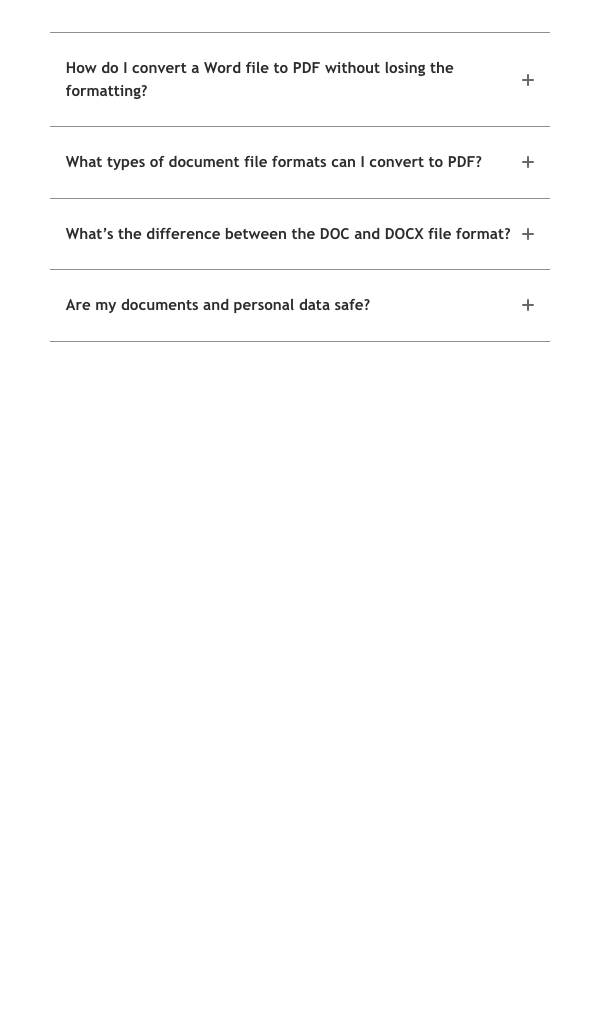 How do I convert a Word file to PDF without losing the
formatting?
What types of document file formats can I convert to PDF?
What’s the difference between the DOC and DOCX file format?
Are my documents and personal data safe?